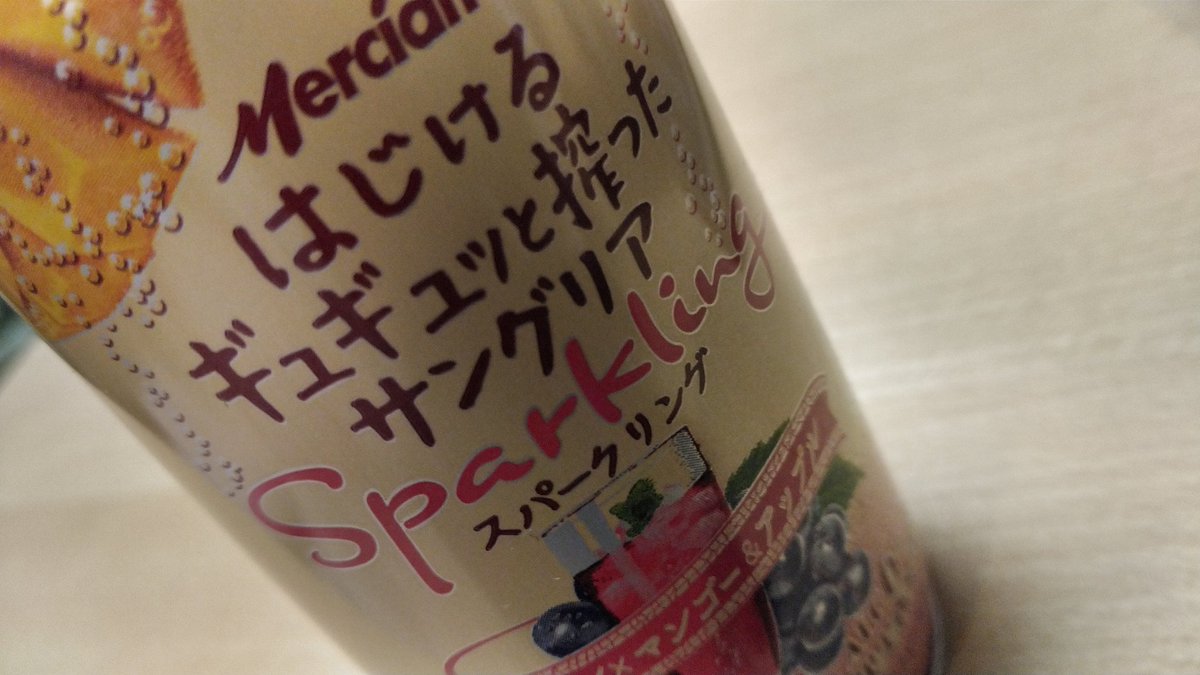 Mercian
はじける
ギュギュッと搾った
サングリア
Sparkling
スパークリング
マンゴー&アップル